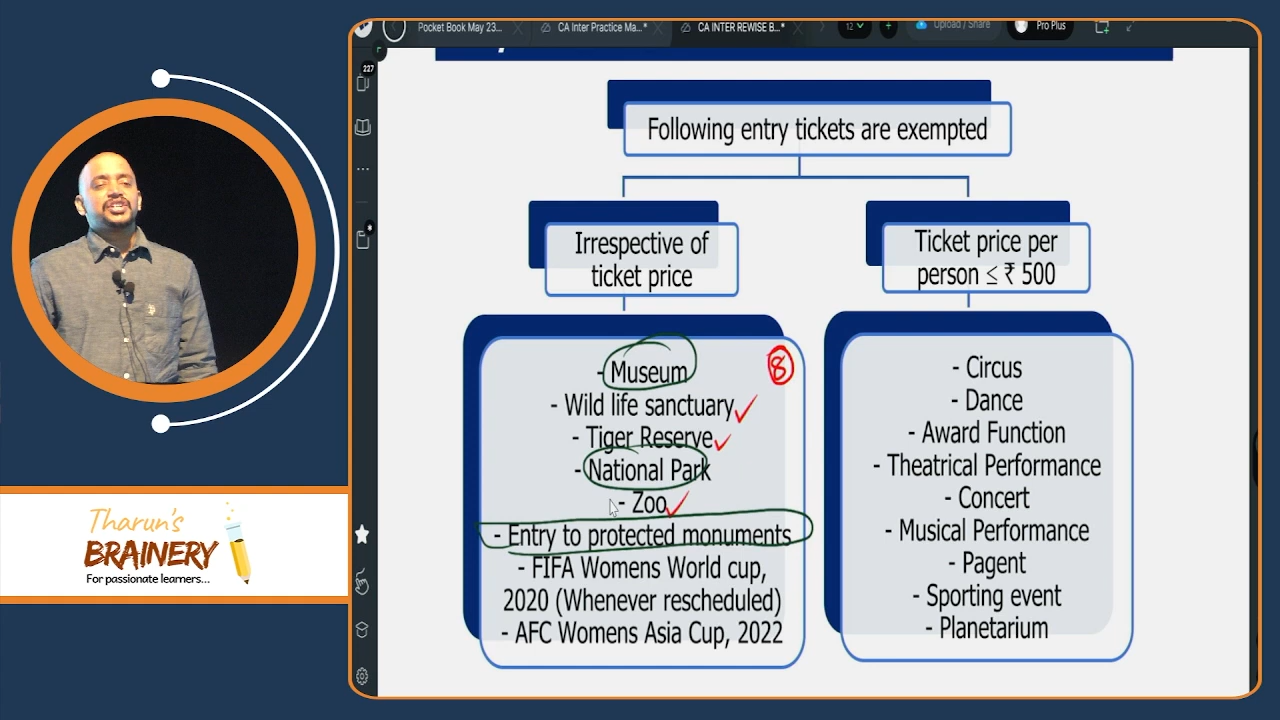 Pocket Book May 23...
CA Inter Practice Ma...*
CA INTER REWISE B...*
12
Upload / Share
Pro Plus
227
Following entry tickets are exempted
Irrespective of
ticket price
Ticket price per
person ≤ ₹ 500
- Museum
8
- Wild life sanctuary
- Tiger Reserve
- National Park
- Zoo
- Entry to protected monuments
- FIFA Womens World cup,
2020 (Whenever rescheduled)
- AFC Womens Asia Cup, 2022
- Circus
- Dance
- Award Function
- Theatrical Performance
- Concert
- Musical Performance
- Pagent
- Sporting event
- Planetarium
Tharun's
BRAINERY
For passionate learners...